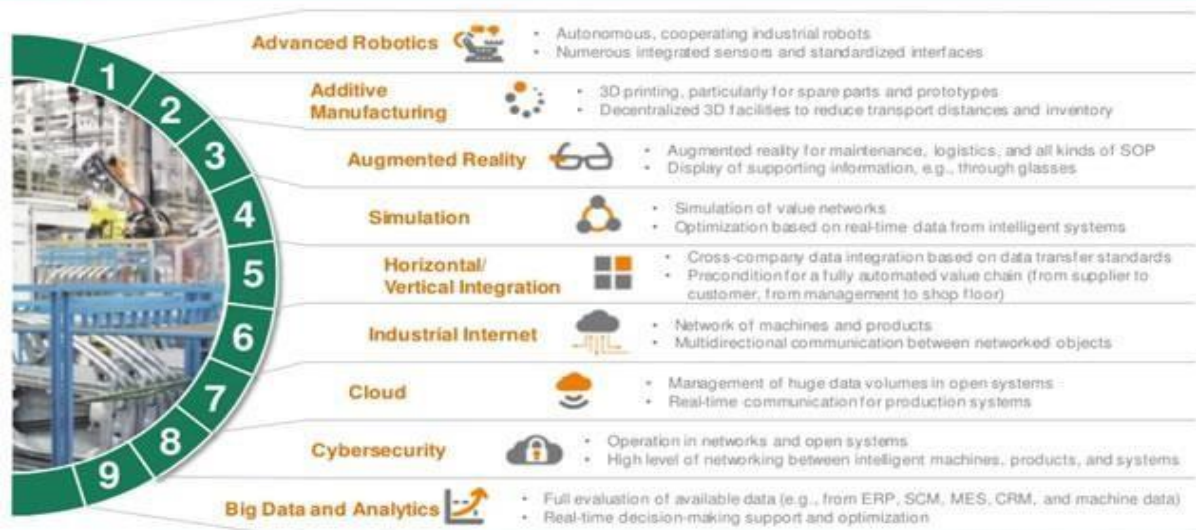 1
Advanced Robotics
• Autonomous, cooperating industrial robots
• Numerous integrated sensors and standardized interfaces
2
Additive
Manufacturing
• 3D printing, particularly for spare parts and prototypes
• Decentralized 3D facilities to reduce transport distances and inventory
3
Augmented Reality
• Augmented reality for maintenance, logistics, and all kinds of SOP
• Display of supporting information, e.g., through glasses
4
Simulation
• Simulation of value networks
• Optimization based on real-time data from intelligent systems
5
Horizontal/
Vertical Integration
• Cross-company data integration based on data transfer standards
• Precondition for a fully automated value chain (from supplier to
customer, from management to shop floor)
6
Industrial Internet
• Network of machines and products
• Multidirectional communication between networked objects
7
Cloud
• Management of huge data volumes in open systems
• Real-time communication for production systems
8
Cybersecurity
• Operation in networks and open systems
• High level of networking between intelligent machines, products, and systems
9
Big Data and Analytics
• Full evaluation of available data (e.g., from ERP, SCM, MES, CRM, and machine data)
• Real-time decision-making support and optimization